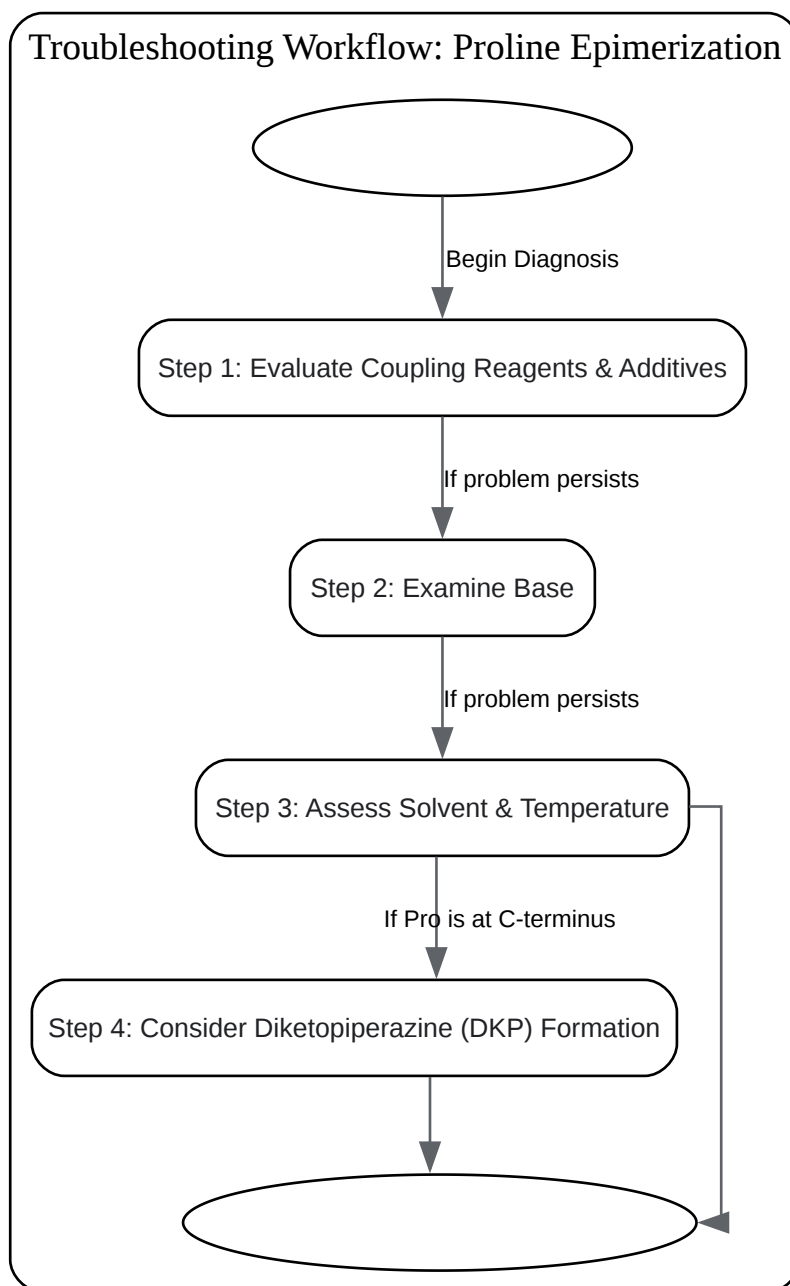 Troubleshooting Workflow: Proline Epimerization
Begin Diagnosis
Step 1: Evaluate Coupling Reagents & Additives
If problem persists
Step 2: Examine Base
If problem persists
Step 3: Assess Solvent & Temperature
If Pro is at C-terminus
Step 4: Consider Diketopiperazine (DKP) Formation